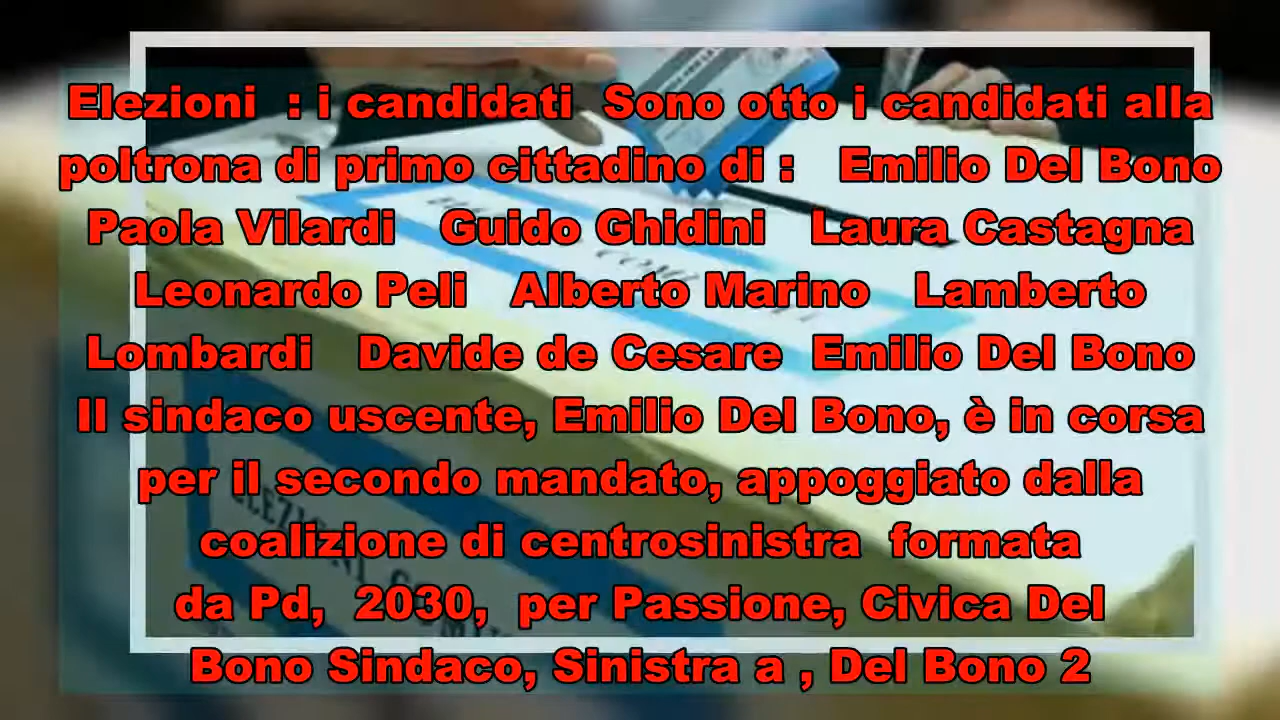 Elezioni : i candidati Sono otto i candidati alla
poltrona di primo cittadino di : Emilio Del Bono
Paola Vilardi Guido Ghidini Laura Castagna
Leonardo Peli Alberto Marino Lamberto
Lombardi Davide de Cesare Emilio Del Bono
Il sindaco uscente, Emilio Del Bono, è in corsa
per il secondo mandato, appoggiato dalla
coalizione di centrosinistra formata
da Pd, 2030, per Passione, Civica Del
Bono Sindaco, Sinistra a , Del Bono 2